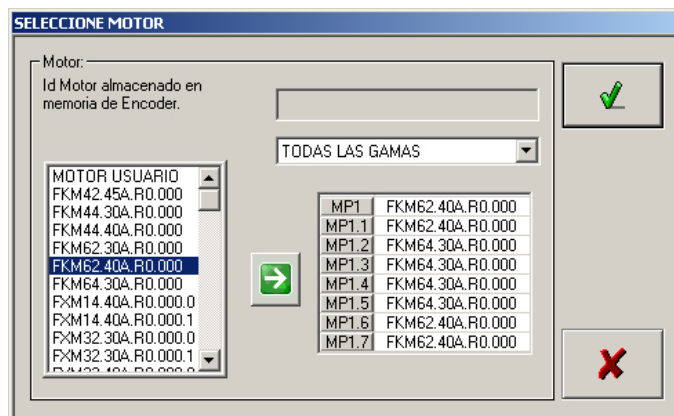 SELECCIONE MOTOR
Motor:
Id Motor almacenado en
memoria de Encoder.
TODAS LAS GAMAS
MOTOR USUARIO
FKM42.45A.R0.000
FKM44.30A.R0.000
FKM44.40A.R0.000
FKM62.30A.R0.000
FKM62.40A.R0.000
FKM64.30A.R0.000
FXM14.40A.R0.000.0
FXM14.40A.R0.000.1
FXM32.30A.R0.000.0
FXM32.30A.R0.000.1
MP1 FKM62.40A.R0.000
MP1.1 FKM62.40A.R0.000
MP1.2 FKM64.30A.R0.000
MP1.3 FKM64.30A.R0.000
MP1.4 FKM64.30A.R0.000
MP1.5 FKM64.30A.R0.000
MP1.6 FKM62.40A.R0.000
MP1.7 FKM62.40A.R0.000